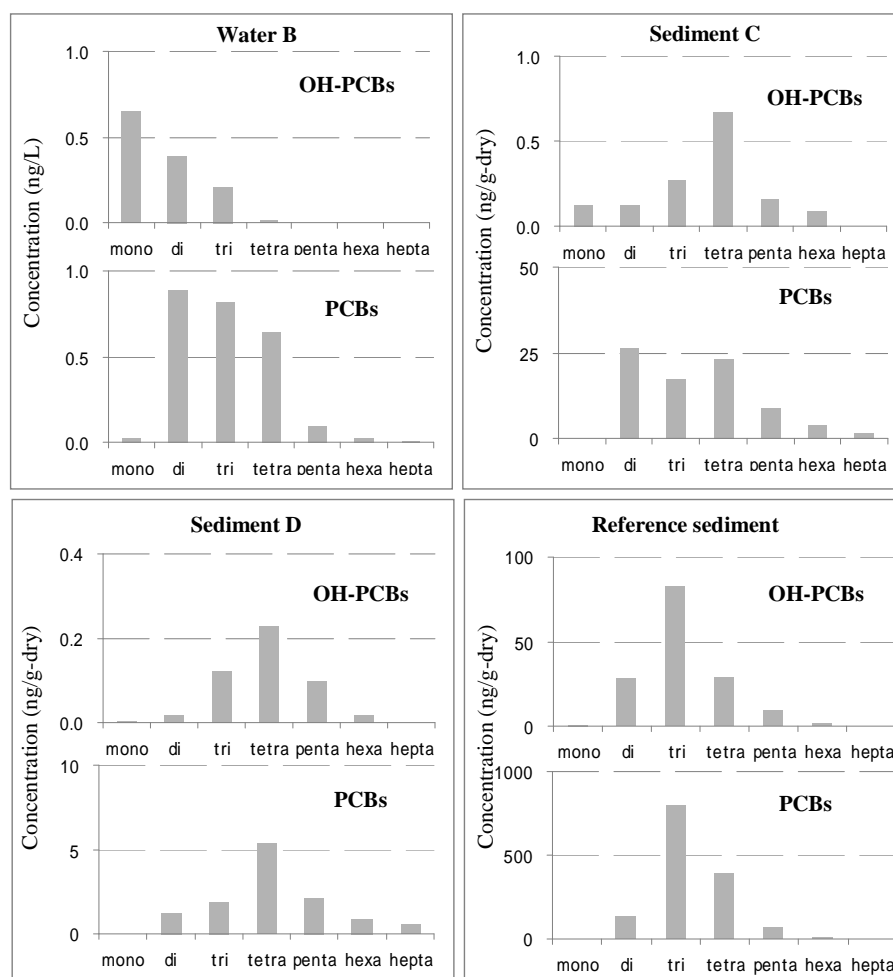 Water B
Concentration (ng/L)
OH-PCBs
1.0
0.5
0.0
mono di tri tetra penta hexa hepta
PCBs
1.0
0.5
0.0
mono di tri tetra penta hexa hepta
Sediment C
Concentration (ng/g-dry)
OH-PCBs
1.0
0.5
0.0
mono di tri tetra penta hexa hepta
PCBs
50
25
0
mono di tri tetra penta hexa hepta
Sediment D
Concentration (ng/g-dry)
OH-PCBs
0.4
0.2
0.0
mono di tri tetra penta hexa hepta
PCBs
10
5
0
mono di tri tetra penta hexa hepta
Reference sediment
Concentration (ng/g-dry)
OH-PCBs
100
50
0
mono di tri tetra penta hexa hepta
PCBs
1000
500
0
mono di tri tetra penta hexa hepta